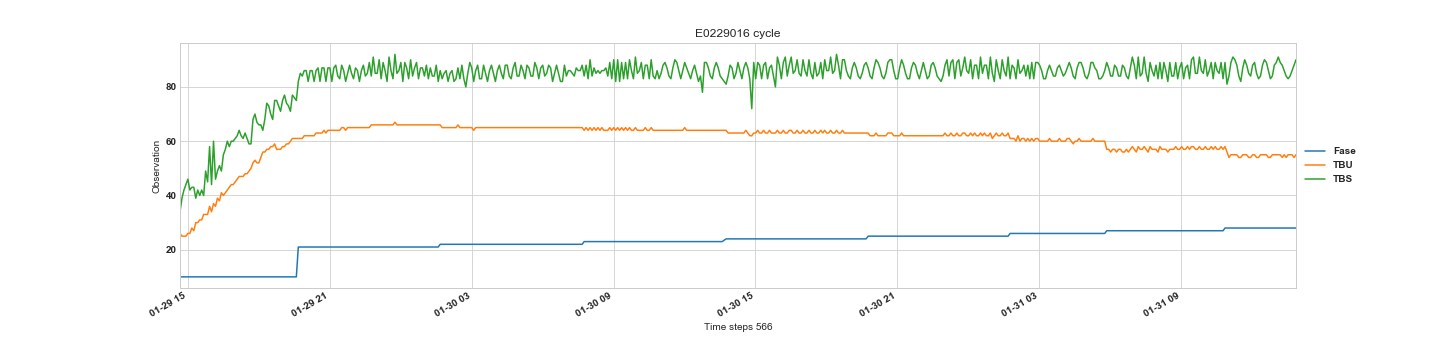 E0229016 cycle
Observation
80
60
40
20
01-29 15
01-29 21
01-30 03
01-30 09
01-30 15
01-30 21
01-31 03
01-31 09
Time steps 566
Fase
TBU
TBS